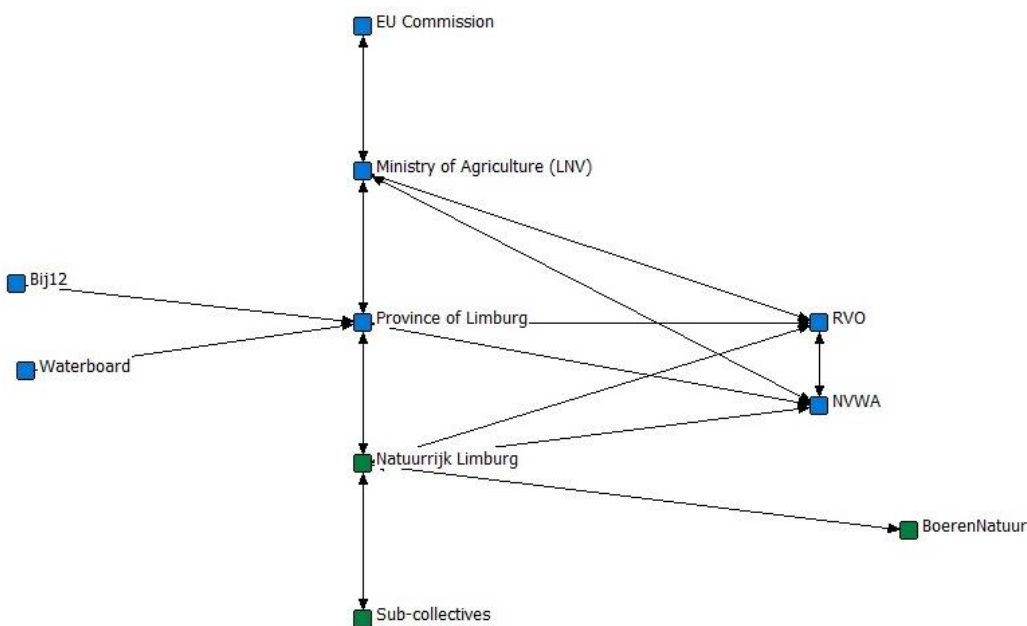 EU Commission
Ministry of Agriculture (LNV)
Bij12
Province of Limburg
RVO
Waterboard
NVWA
Natuurrijk Limburg
BoerenNatuur
Sub-collectives